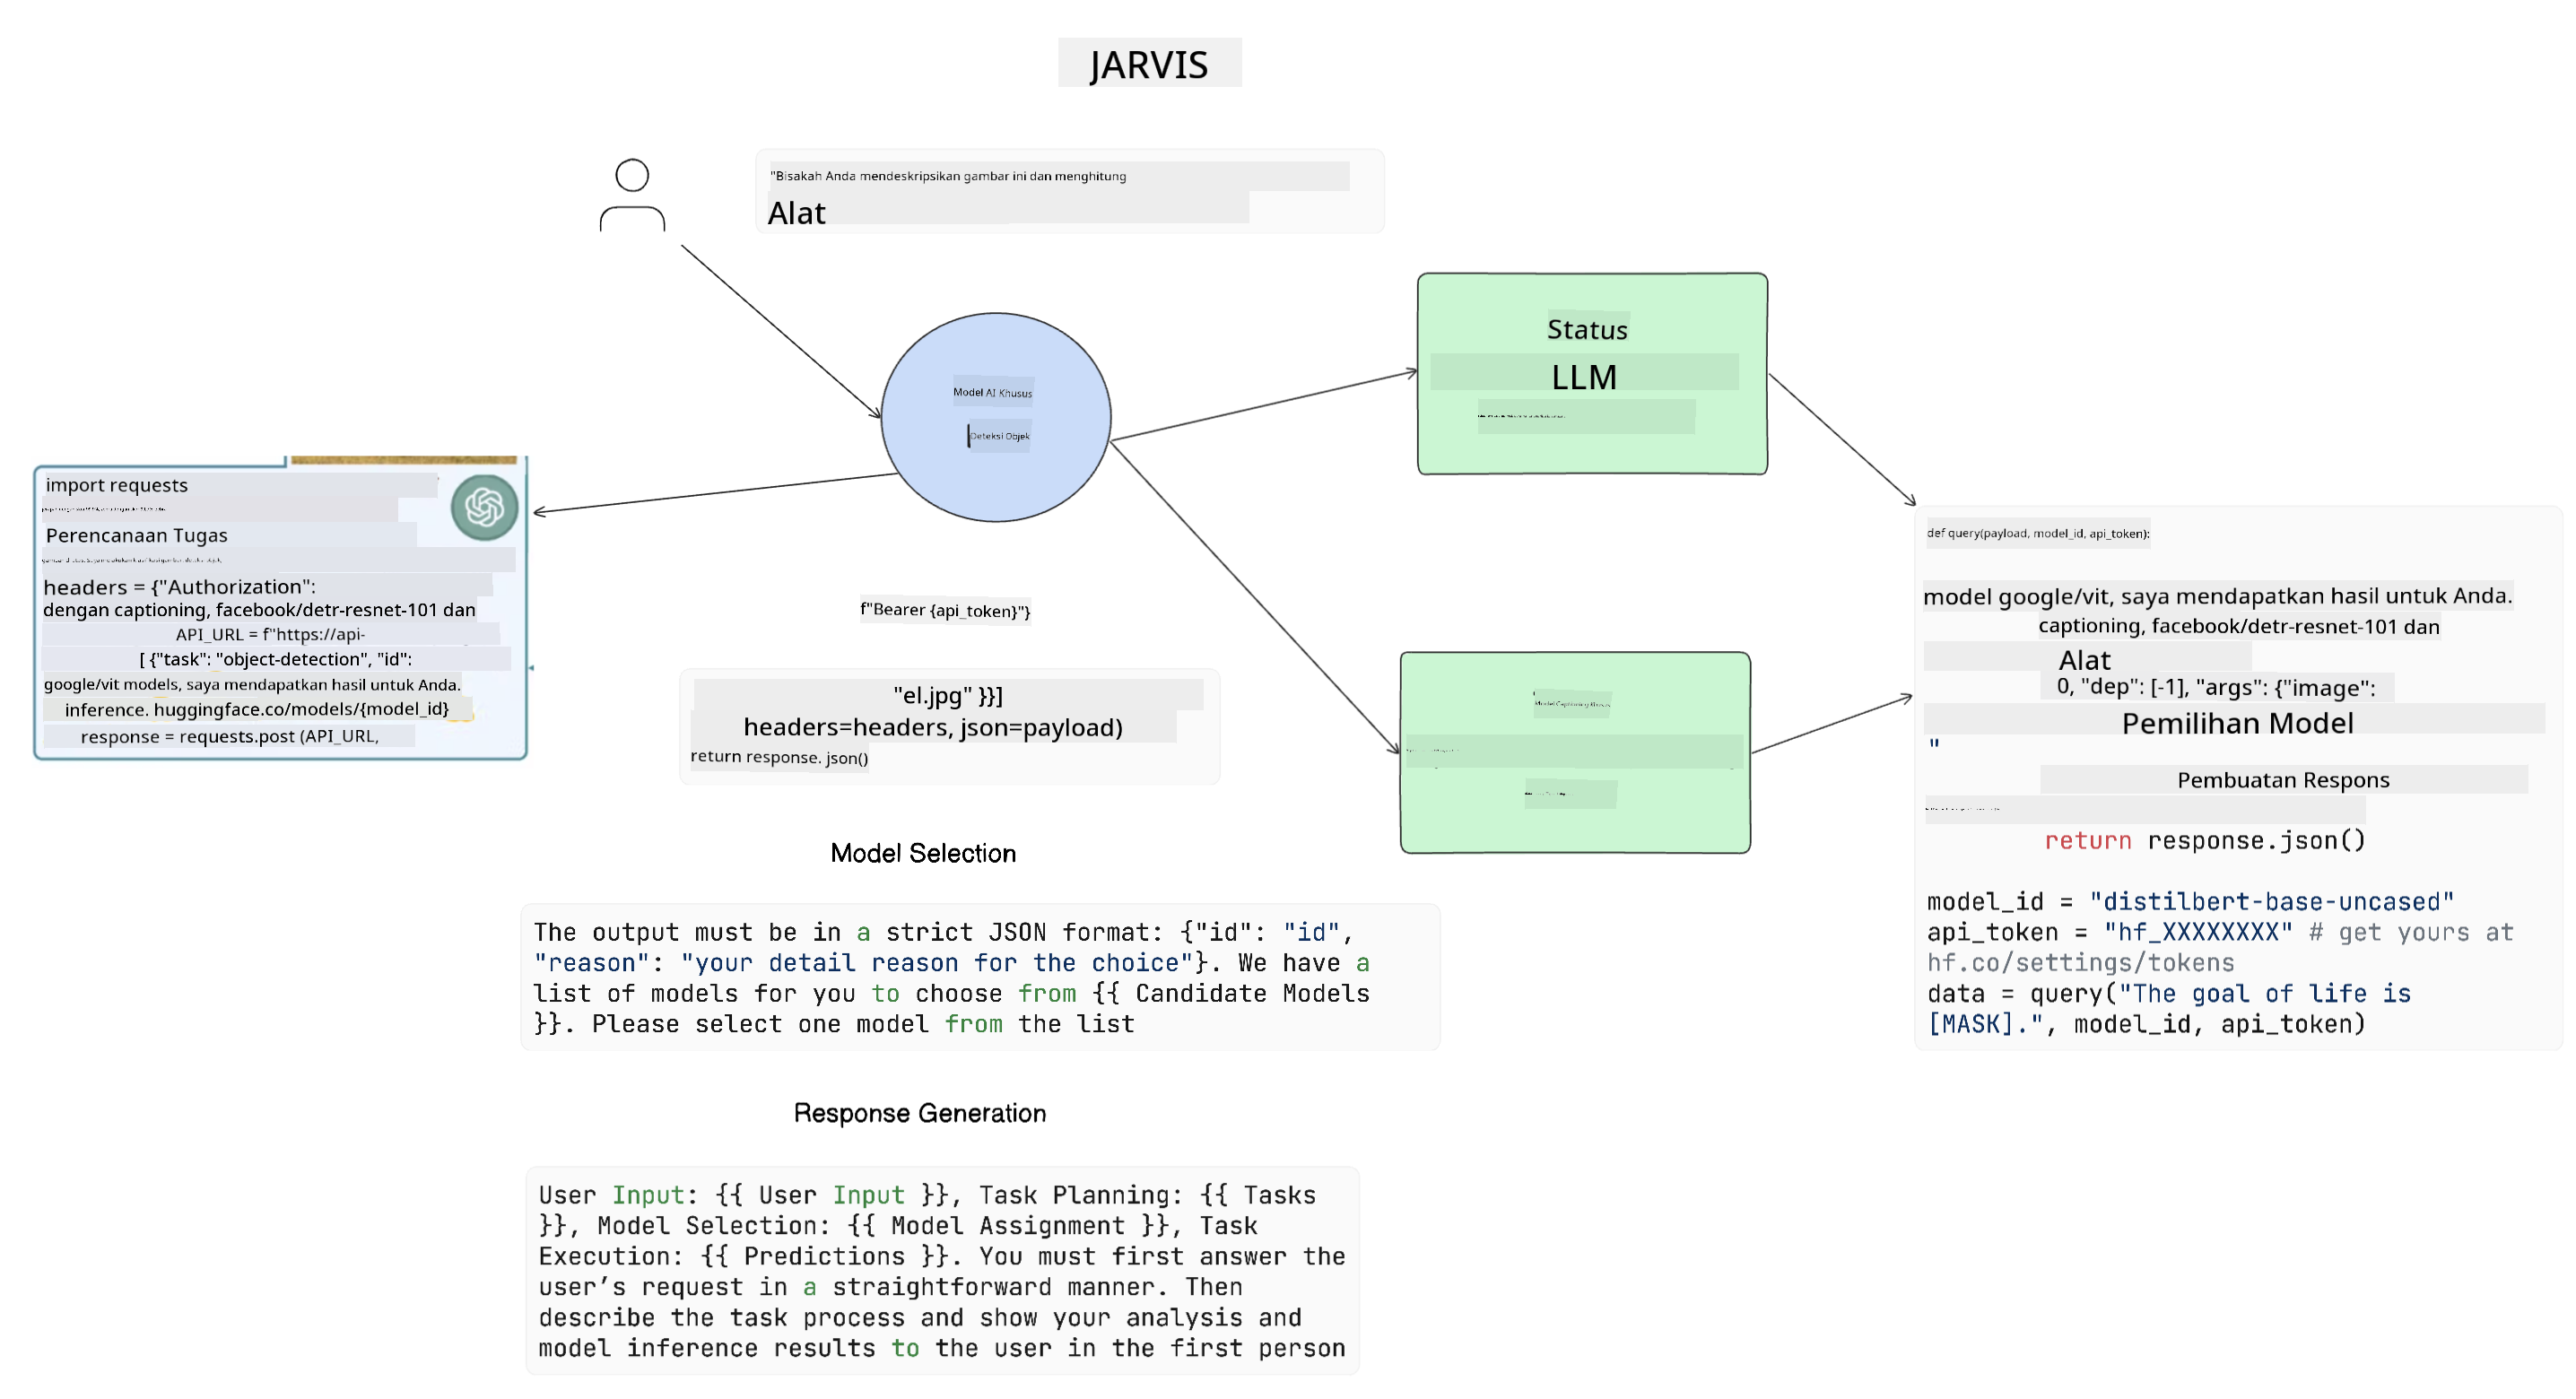 JARVIS
"Bisakah Anda mendeskripsikan gambar ini dan menghitung
Alat
Model AI Khusus
Deteksi Objek
Status
LLM
import requests
Perencanaan Tugas
headers = {"Authorization":
dengan captioning, facebook/detr-resnet-101 dan
API_URL = f"https://api-
[ {"task": "object-detection", "id":
google/vit models, saya mendapatkan hasil untuk Anda.
inference. huggingface.co/models/{model_id}
response = requests.post (API_URL,
f"Bearer {api_token}"}
"el.jpg" }}]
headers=headers, json=payload)
return response. json()
Model Captioning Khusus
def query(payload, model_id, api_token):
model google/vit, saya mendapatkan hasil untuk Anda.
captioning, facebook/detr-resnet-101 dan
Alat
0, "dep": [-1], "args": {"image":
Pemilihan Model
"
Pembuatan Respons
return response.json()
model_id = "distilbert-base-uncased"
api_token = "hf_XXXXXXXX" # get yours at
hf.co/settings/tokens
data = query("The goal of life is
[MASK].", model_id, api_token)
Model Selection
The output must be in a strict JSON format: {"id": "id",
"reason": "your detail reason for the choice"}. We have a
list of models for you to choose from {{ Candidate Models
}}. Please select one model from the list
Response Generation
User Input: {{ User Input }}, Task Planning: {{ Tasks
}}, Model Selection: {{ Model Assignment }}, Task
Execution: {{ Predictions }}. You must first answer the
user’s request in a straightforward manner. Then
describe the task process and show your analysis and
model inference results to the user in the first person